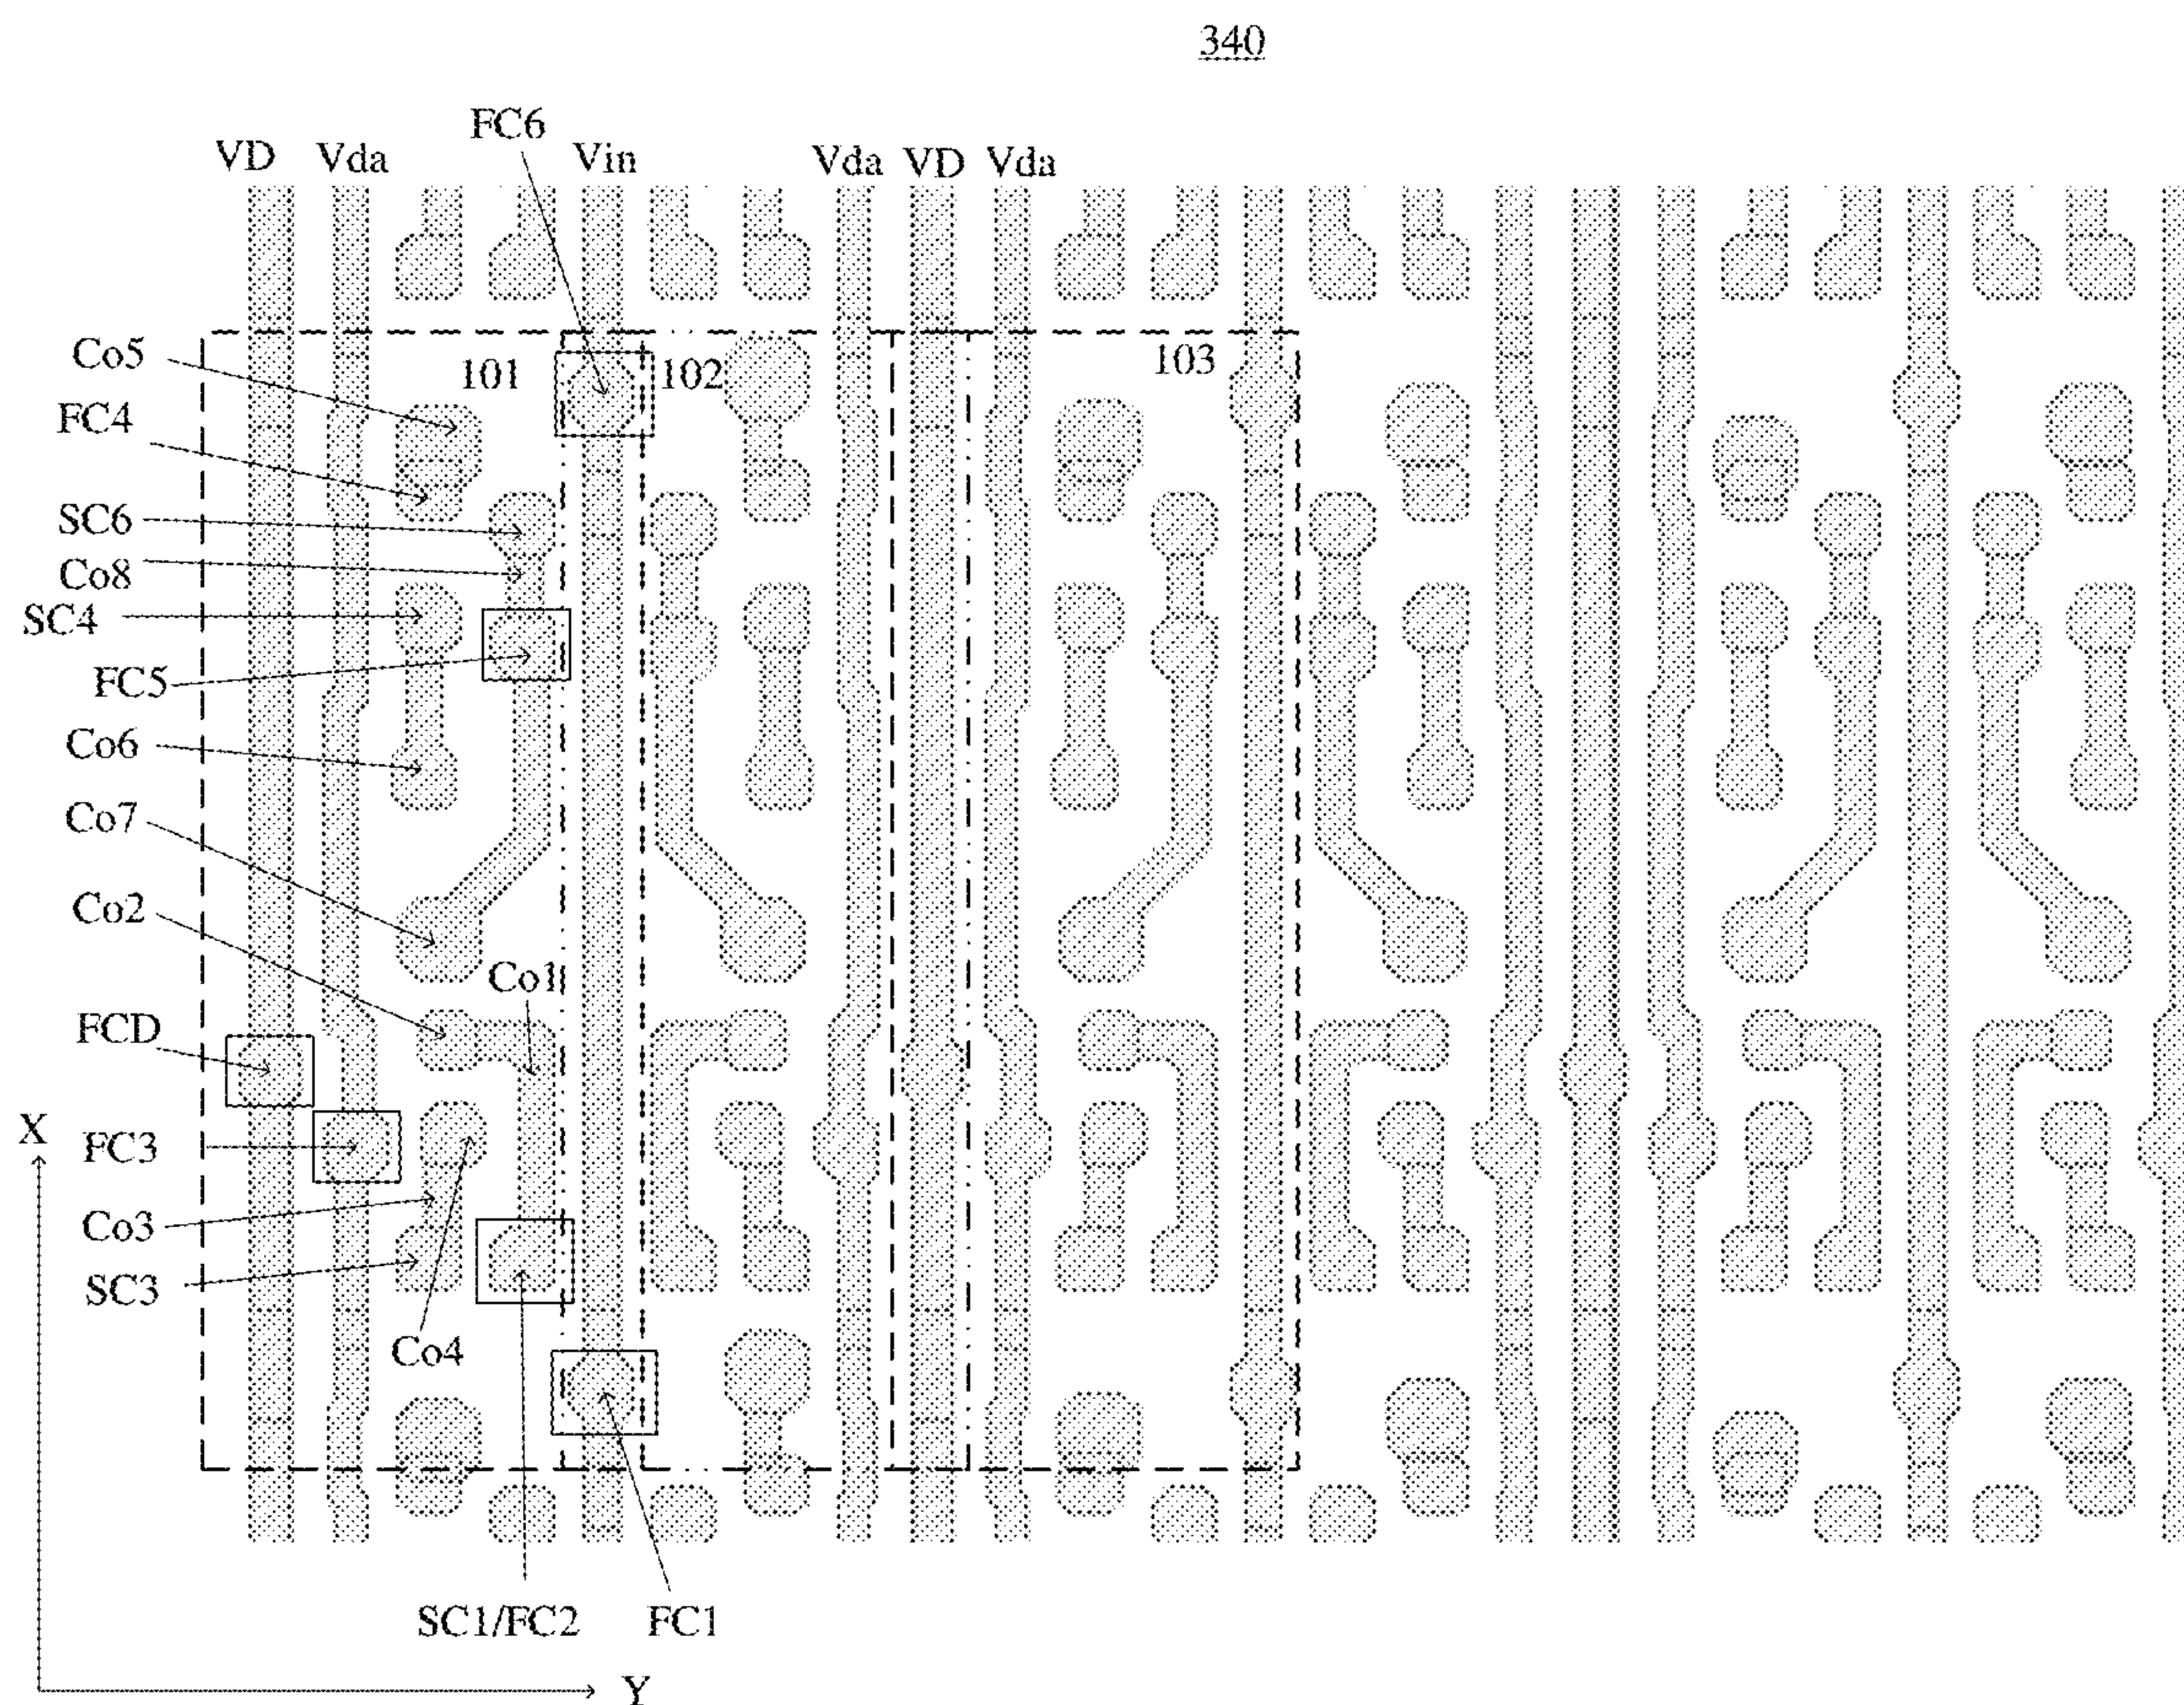 340
FC6
VD Vda Vin Vda VD Vda
Co5 101 102 103
FC4
SC6
Co8
SC4
FC5
Co6
Co7
Co2
Co1
FCD
X FC3
Co3
SC3
Co4
SC1/FC2 FC1
Y